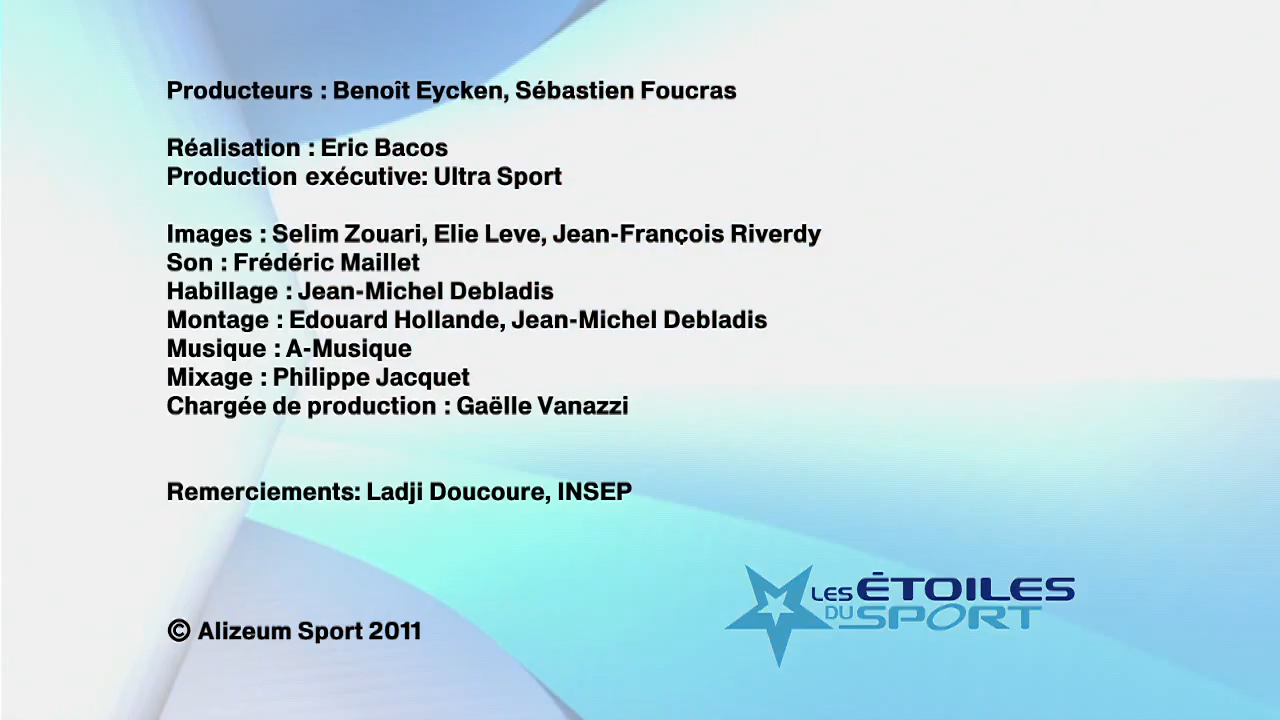 Producteurs : Benoît Eycken, Sébastien Foucras
Réalisation : Eric Bacos
Production exécutive: Ultra Sport
Images : Selim Zouari, Elie Leve, Jean-François Riverdy
Son : Frédéric Maillet
Habillage : Jean-Michel Debladis
Montage : Edouard Hollande, Jean-Michel Debladis
Musique : A-Musique
Mixage : Philippe Jacquet
Chargée de production : Gaëlle Vanazzi
Remerciements: Ladji Doucoure, INSEP
LES ÉTOILES
DU SPORT
© Alizeum Sport 2011